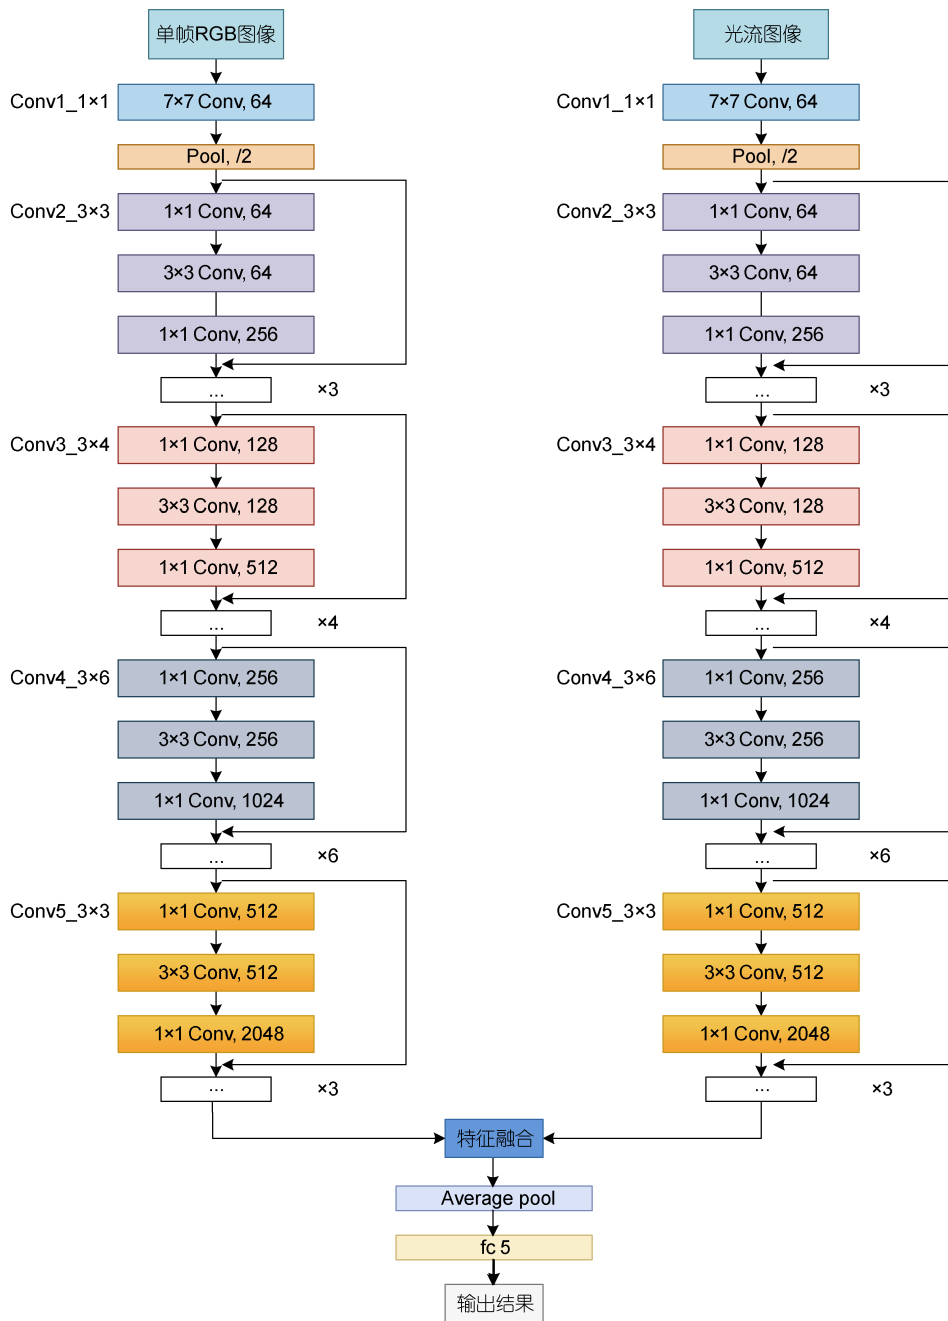 单帧RGB图像
Conv1_1×1
7×7 Conv, 64
Pool, /2
Conv2_3×3
1×1 Conv, 64
3×3 Conv, 64
1×1 Conv, 256
...
×3
Conv3_3×4
1×1 Conv, 128
3×3 Conv, 128
1×1 Conv, 512
...
×4
Conv4_3×6
1×1 Conv, 256
3×3 Conv, 256
1×1 Conv, 1024
...
×6
Conv5_3×3
1×1 Conv, 512
3×3 Conv, 512
1×1 Conv, 2048
...
×3
光流图像
Conv1_1×1
7×7 Conv, 64
Pool, /2
Conv2_3×3
1×1 Conv, 64
3×3 Conv, 64
1×1 Conv, 256
...
×3
Conv3_3×4
1×1 Conv, 128
3×3 Conv, 128
1×1 Conv, 512
...
×4
Conv4_3×6
1×1 Conv, 256
3×3 Conv, 256
1×1 Conv, 1024
...
×6
Conv5_3×3
1×1 Conv, 512
3×3 Conv, 512
1×1 Conv, 2048
...
×3
特征融合
Average pool
fc 5
输出结果